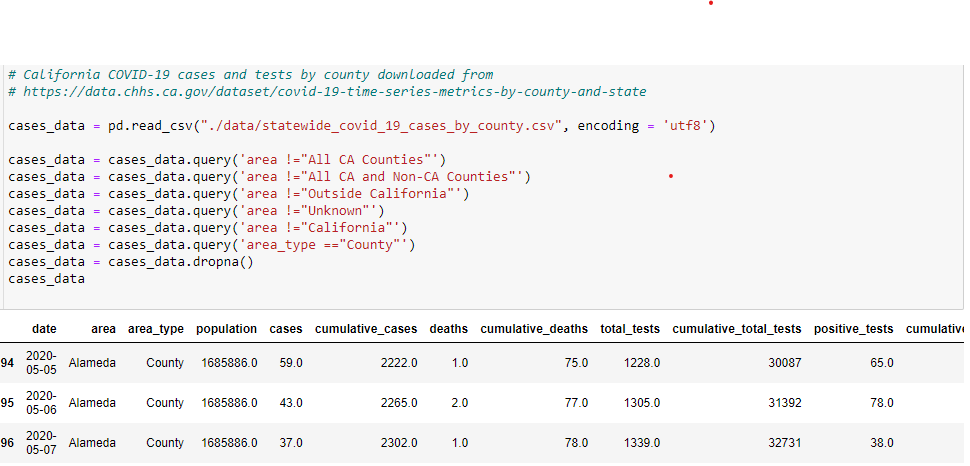 # California COVID-19 cases and tests by county downloaded from
# https://data.chhs.ca.gov/dataset/covid-19-time-series-metrics-by-county-and-state
cases_data = pd.read_csv("./data/statewide_covid_19_cases_by_county.csv", encoding = 'utf8')
cases_data = cases_data.query('area !="All CA Counties"')
cases_data = cases_data.query('area !="All CA and Non-CA Counties"')
cases_data = cases_data.query('area !="Outside California"')
cases_data = cases_data.query('area !="Unknown"')
cases_data = cases_data.query('area !="California"')
cases_data = cases_data.query('area_type =="County"')
cases_data = cases_data.dropna()
cases_data
date area area_type population cases cumulative_cases deaths cumulative_deaths total_tests cumulative_total_tests positive_tests cumulative
94 2020-05-05 Alameda County 1685886.0 59.0 2222.0 1.0 75.0 1228.0 30087 65.0
95 2020-05-06 Alameda County 1685886.0 43.0 2265.0 2.0 77.0 1305.0 31392 78.0
96 2020-05-07 Alameda County 1685886.0 37.0 2302.0 1.0 78.0 1339.0 32731 38.0